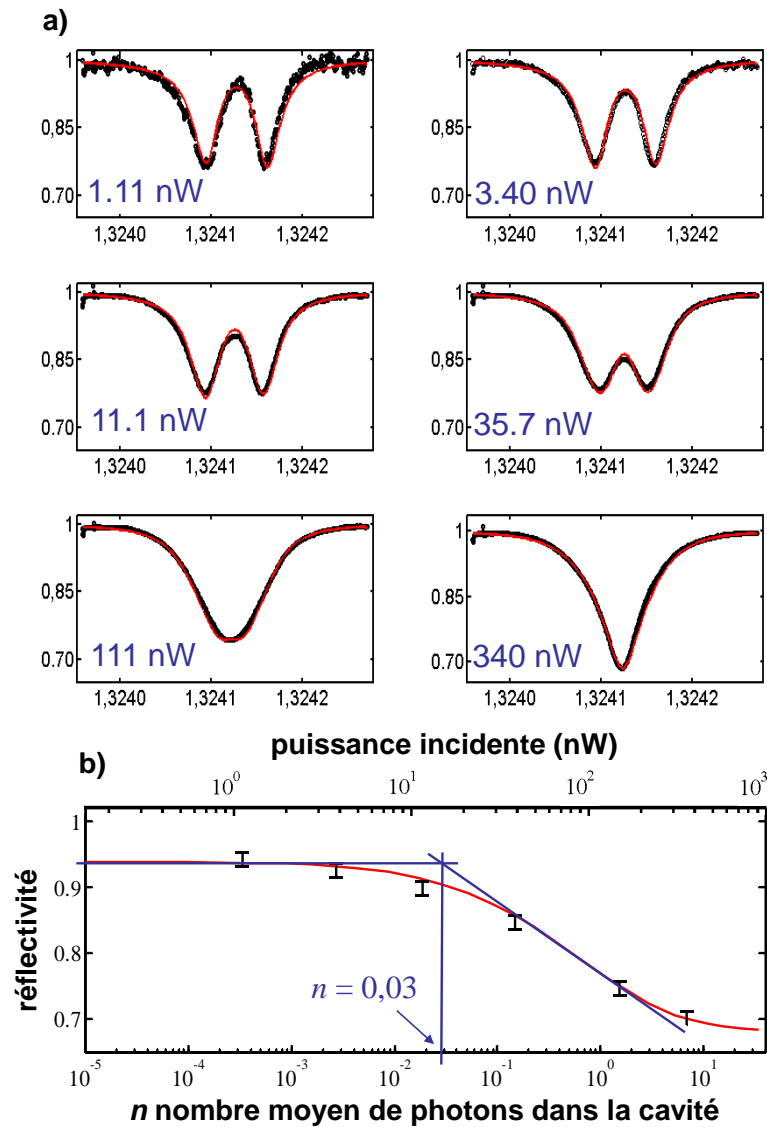 a)
1
0.85
0.70
1.11 nW
1,3240
1,3241
1,3242
1
0.85
0.70
3.40 nW
1,3240
1,3241
1,3242
1
0.85
0.70
11.1 nW
1,3240
1,3241
1,3242
1
0.85
0.70
35.7 nW
1,3240
1,3241
1,3242
1
0.85
0.70
111 nW
1,3240
1,3241
1,3242
1
0.85
0.70
340 nW
1,3240
1,3241
1,3242
puissance incidente (nW)
b)
10^0 10^1 10^2 10^3
réflectivité
1
0.9
0.8
0.7
n = 0,03
10^-5 10^-4 10^-3 10^-2 10^-1 10^0 10^1
n nombre moyen de photons dans la cavité